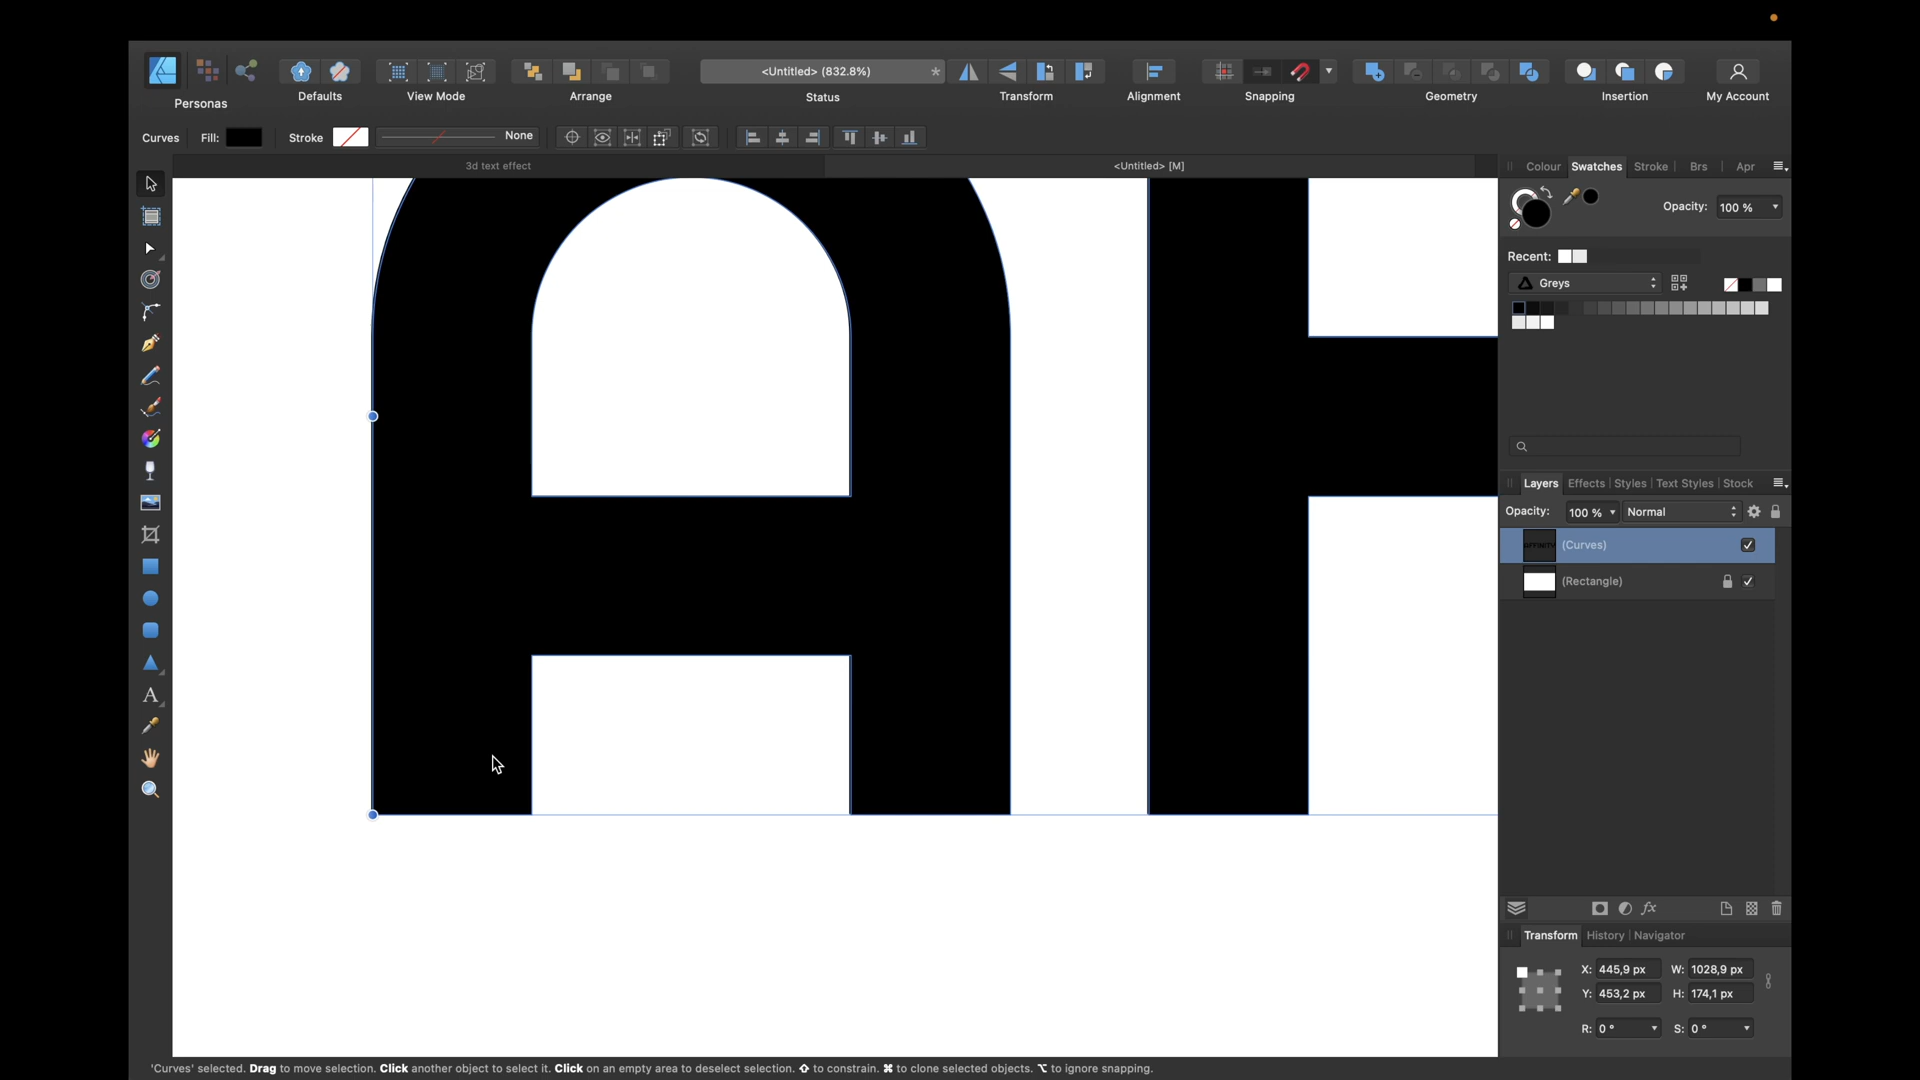 <Untitled> (832.8%)
*
Personas
Defaults
View Mode
Arrange
Status
Transform
Alignment
Snapping
Geometry
Insertion
My Account
Curves
Fill:
Stroke
None
3d text effect
<Untitled> [M]
Colour
Swatches
Stroke
Brs
Apr
Opacity:
100 %
Recent:
Greys
Layers
Effects
Styles
Text Styles
Stock
Opacity:
100 %
Normal
(Curves)
(Rectangle)
fx
Transform
History
Navigator
X: 445,9 px
W: 1028,9 px
Y: 453,2 px
H: 174,1 px
R: 0 °
S: 0 °
'Curves' selected. Drag to move selection. Click another object to select it. Click on an empty area to deselect selection. ⇧ to constrain. ⌘ to clone selected objects. ⌥ to ignore snapping.